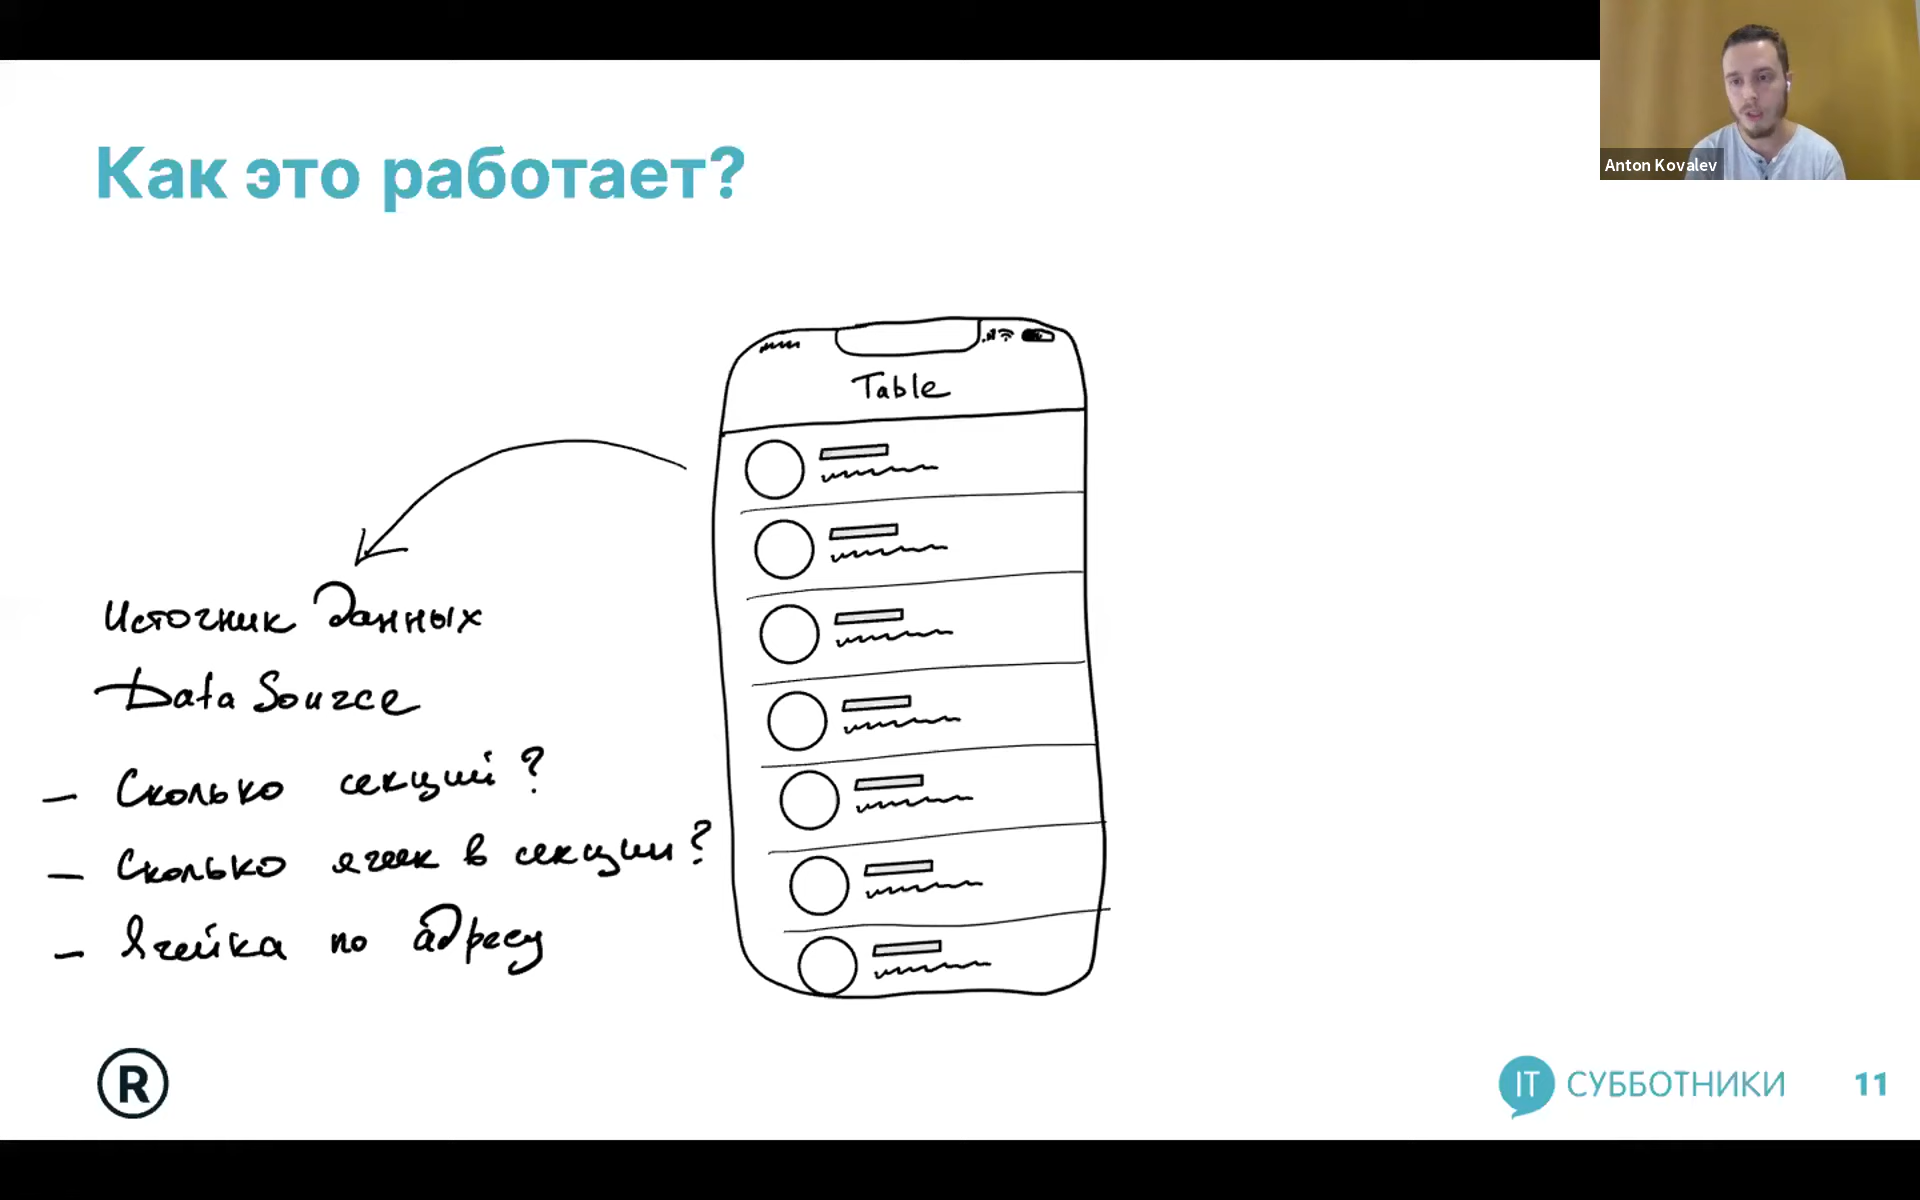 Anton Kovalev
Как это работает?
Table
Источник данных
Data Source
- Сколько секций?
- Сколько ячеек в секции?
- Ячейка по адресу
R
IT СУББОТНИКИ
11